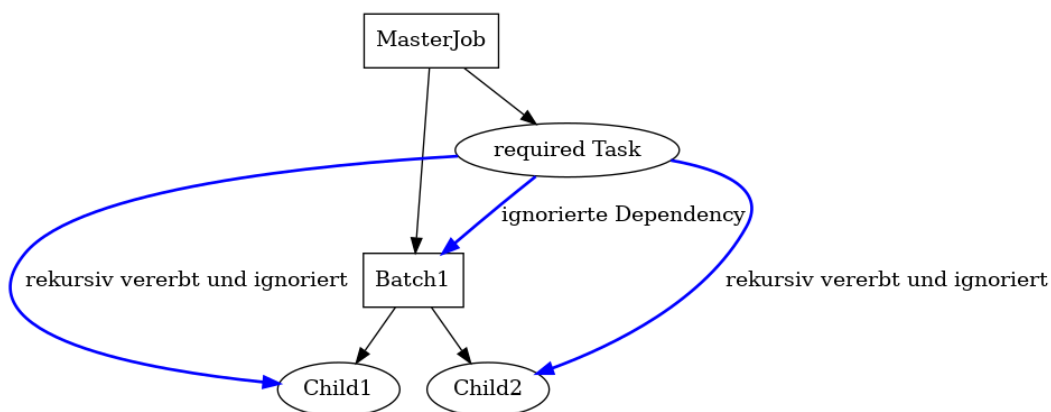 MasterJob
required Task
ignorierte Dependency
rekursiv vererbt und ignoriert
Batch1
rekursiv vererbt und ignoriert
Child1
Child2